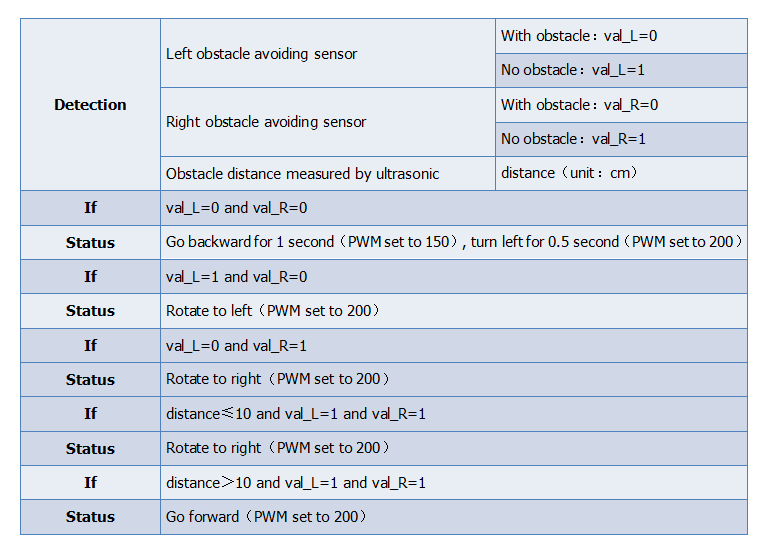 Detection
Left obstacle avoiding sensor
With obstacle：val_L=0
No obstacle：val_L=1
Right obstacle avoiding sensor
With obstacle：val_R=0
No obstacle：val_R=1
Obstacle distance measured by ultrasonic
distance（unit：cm）
If
val_L=0 and val_R=0
Status
Go backward for 1 second（PWM set to 150）, turn left for 0.5 second（PWM set to 200）
If
val_L=1 and val_R=0
Status
Rotate to left（PWM set to 200）
If
val_L=0 and val_R=1
Status
Rotate to right（PWM set to 200）
If
distance≤10 and val_L=1 and val_R=1
Status
Rotate to right（PWM set to 200）
If
distance＞10 and val_L=1 and val_R=1
Status
Go forward（PWM set to 200）